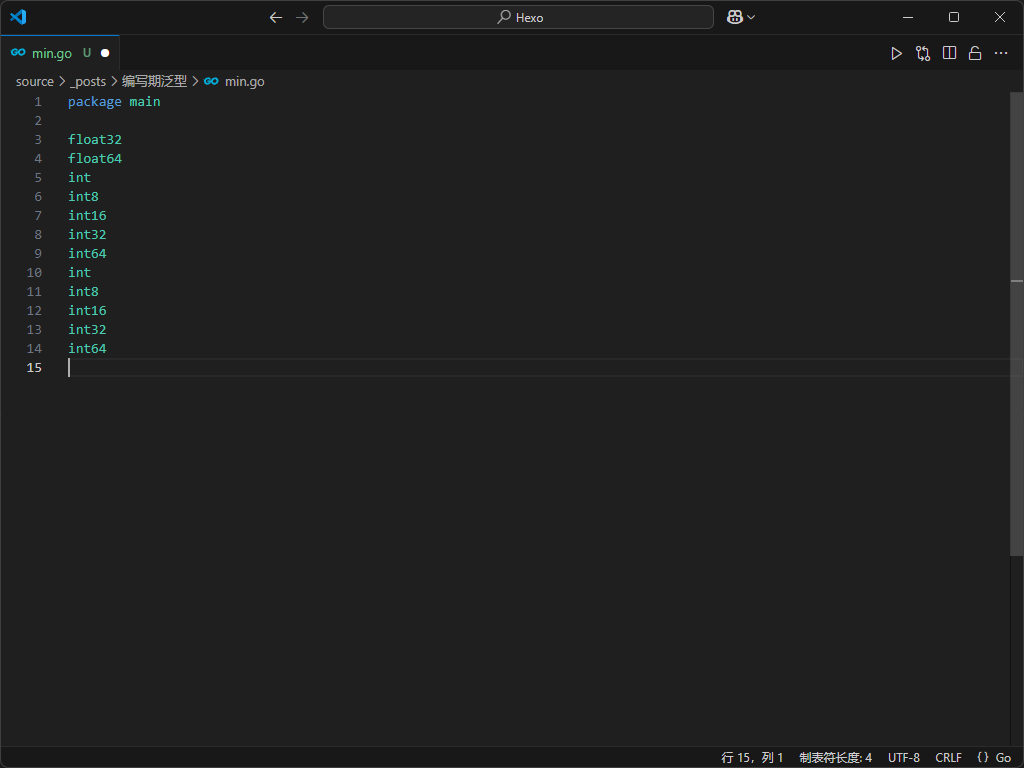 Hexo
min.go U
source > _posts > 编写期泛型 > min.go
1 package main
2
3 float32
4 float64
5 int
6 int8
7 int16
8 int32
9 int64
10 int
11 int8
12 int16
13 int32
14 int64
15
行 15，列 1 制表符长度: 4 UTF-8 CRLF {} Go